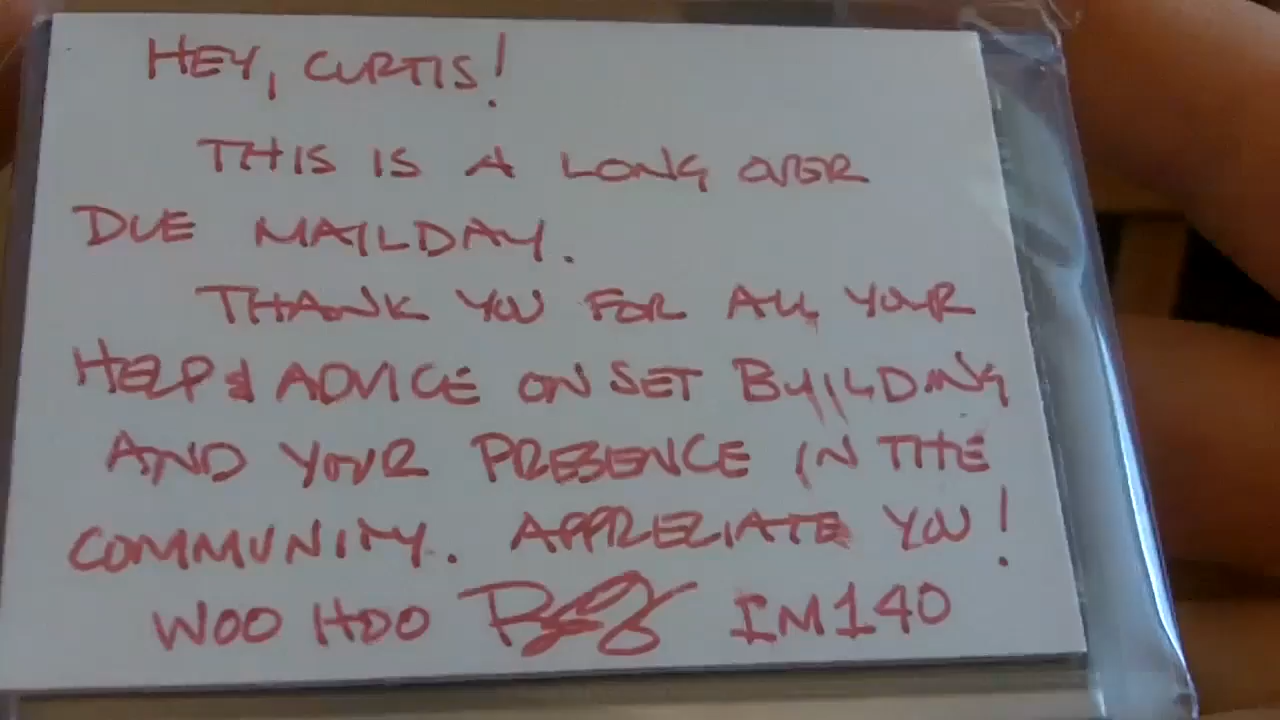 HEY, CURTIS!
THIS IS A LONG OVER
DUE MAILDAY.
THANK YOU FOR ALL YOUR
HELP & ADVICE ON SET BUILDING
AND YOUR PRESENCE IN THE
COMMUNITY. APPRECIATE YOU!
WOO HOO IM140